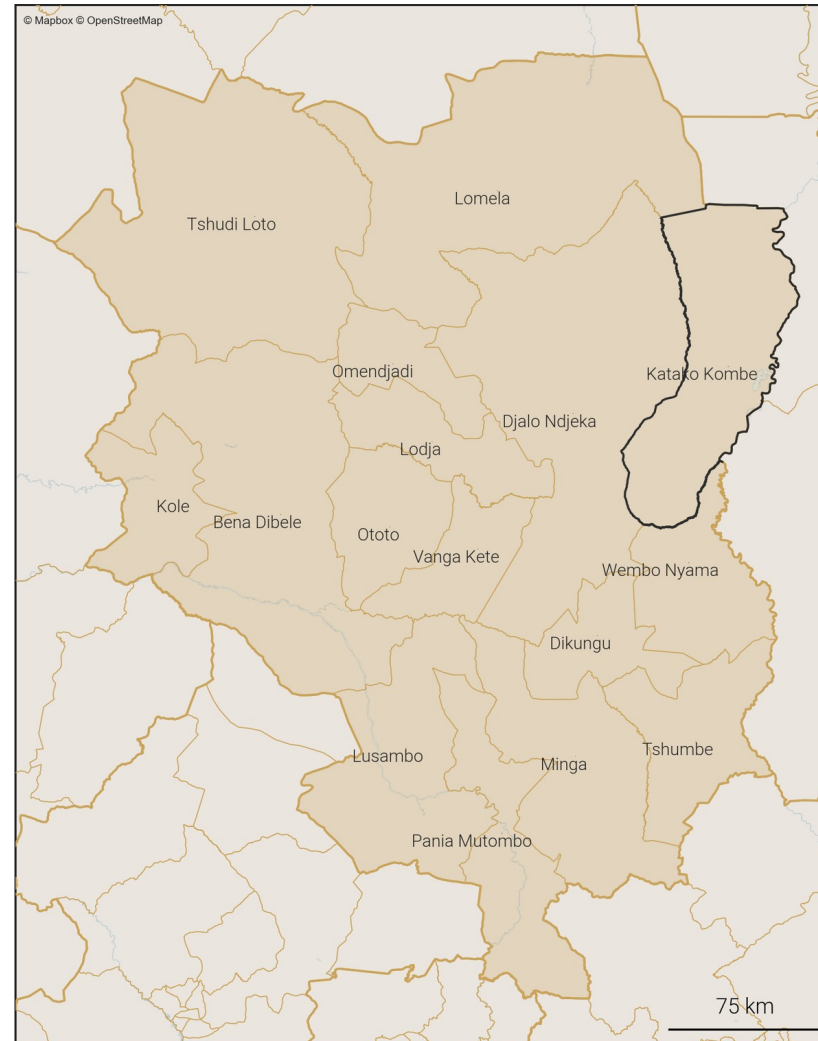 © Mapbox © OpenStreetMap
Lomela
Tshudi Loto
Omendjadi
Katako Kombe
Djalo Ndjeka
Lodja
Kole
Bena Dibele
Ototo
Vanga Kete
Wembo Nyama
Dikungu
Tshumbe
Lusambo
Minga
Pania Mutombo
75 km